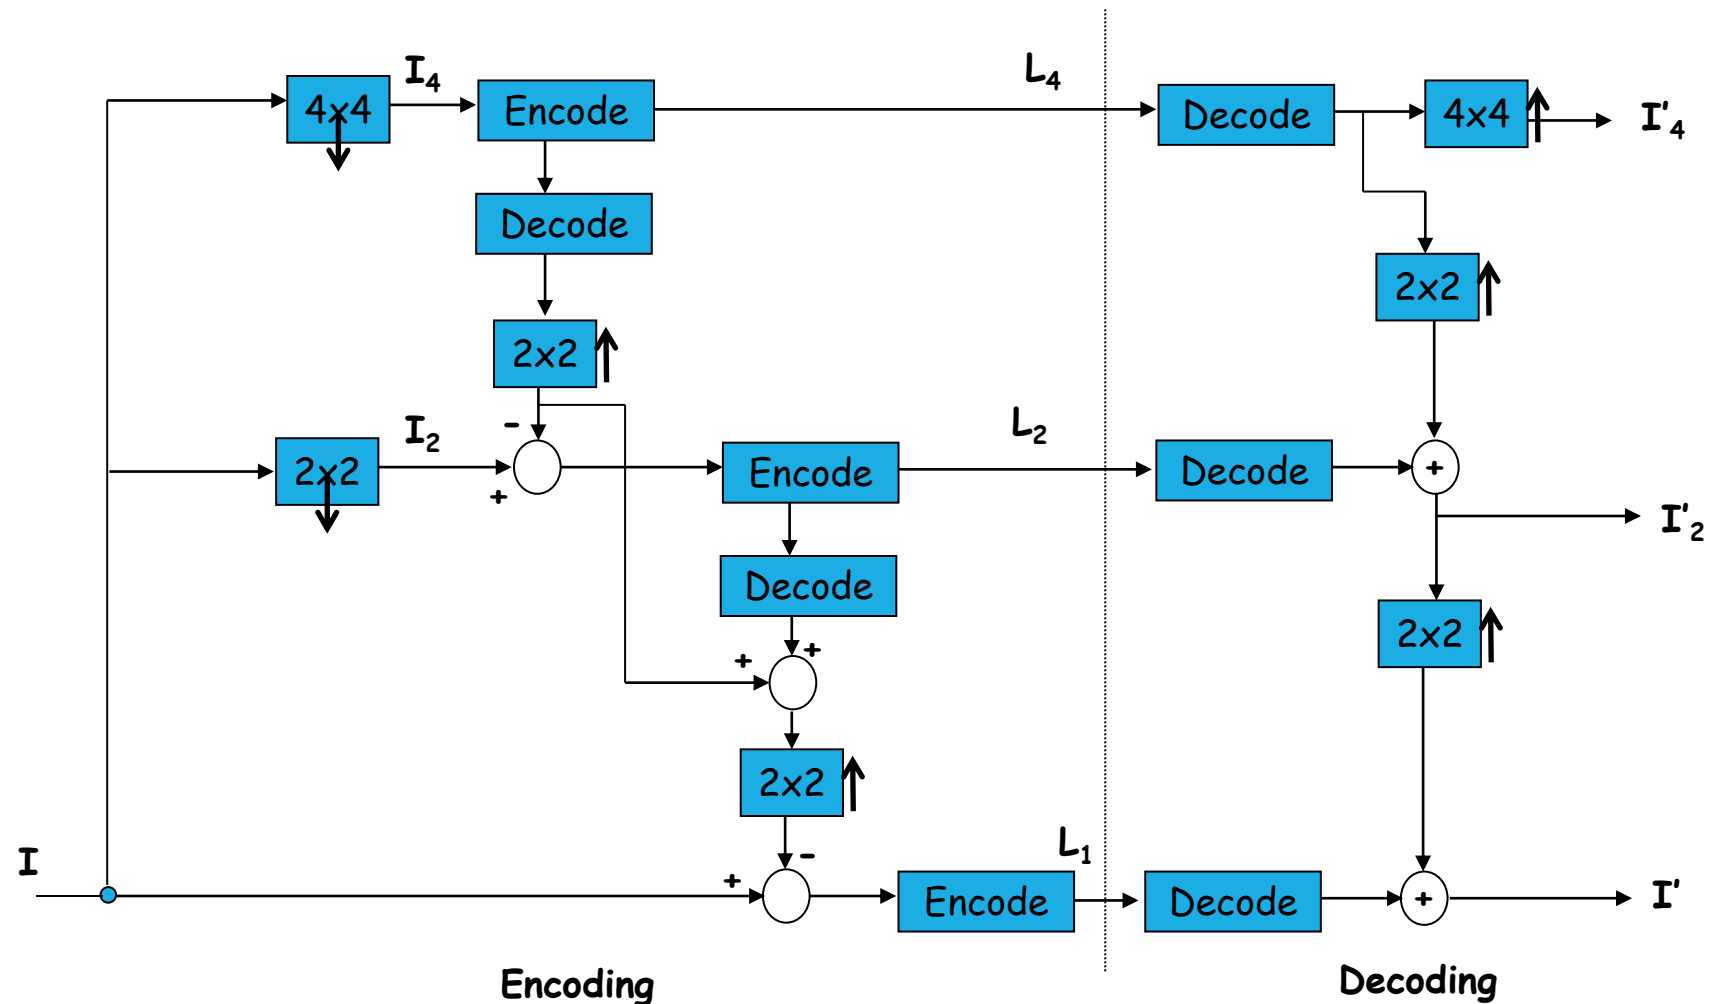 I₄
L₄
4x4
Encode
Decode
4x4
I'₄
Decode
2x2
2x2
I₂
-
L₂
2x2
+
Encode
Decode
+
I'₂
Decode
2x2
+
+
2x2
I
-
L₁
+
Encode
Decode
+
I'
Encoding
Decoding